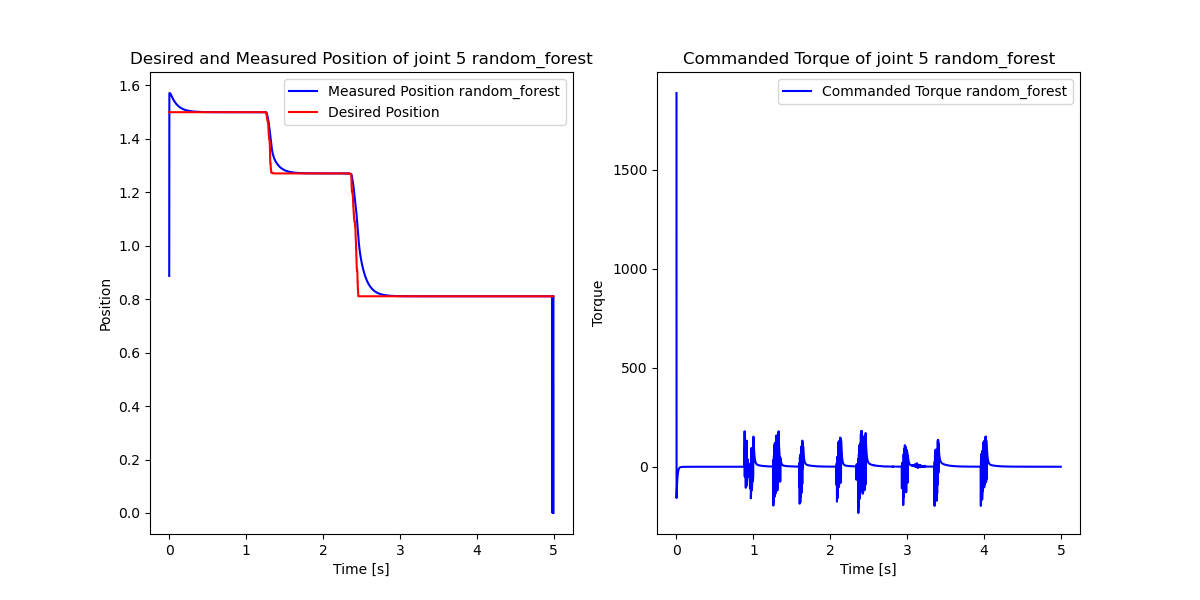 Desired and Measured Position of joint 5 random_forest
Measured Position random_forest
Desired Position
1.6
1.4
1.2
1.0
0.8
0.6
0.4
0.2
0.0
Position
0 1 2 3 4 5
Time [s]
Commanded Torque of joint 5 random_forest
Commanded Torque random_forest
1500
1000
500
0
Torque
0 1 2 3 4 5
Time [s]